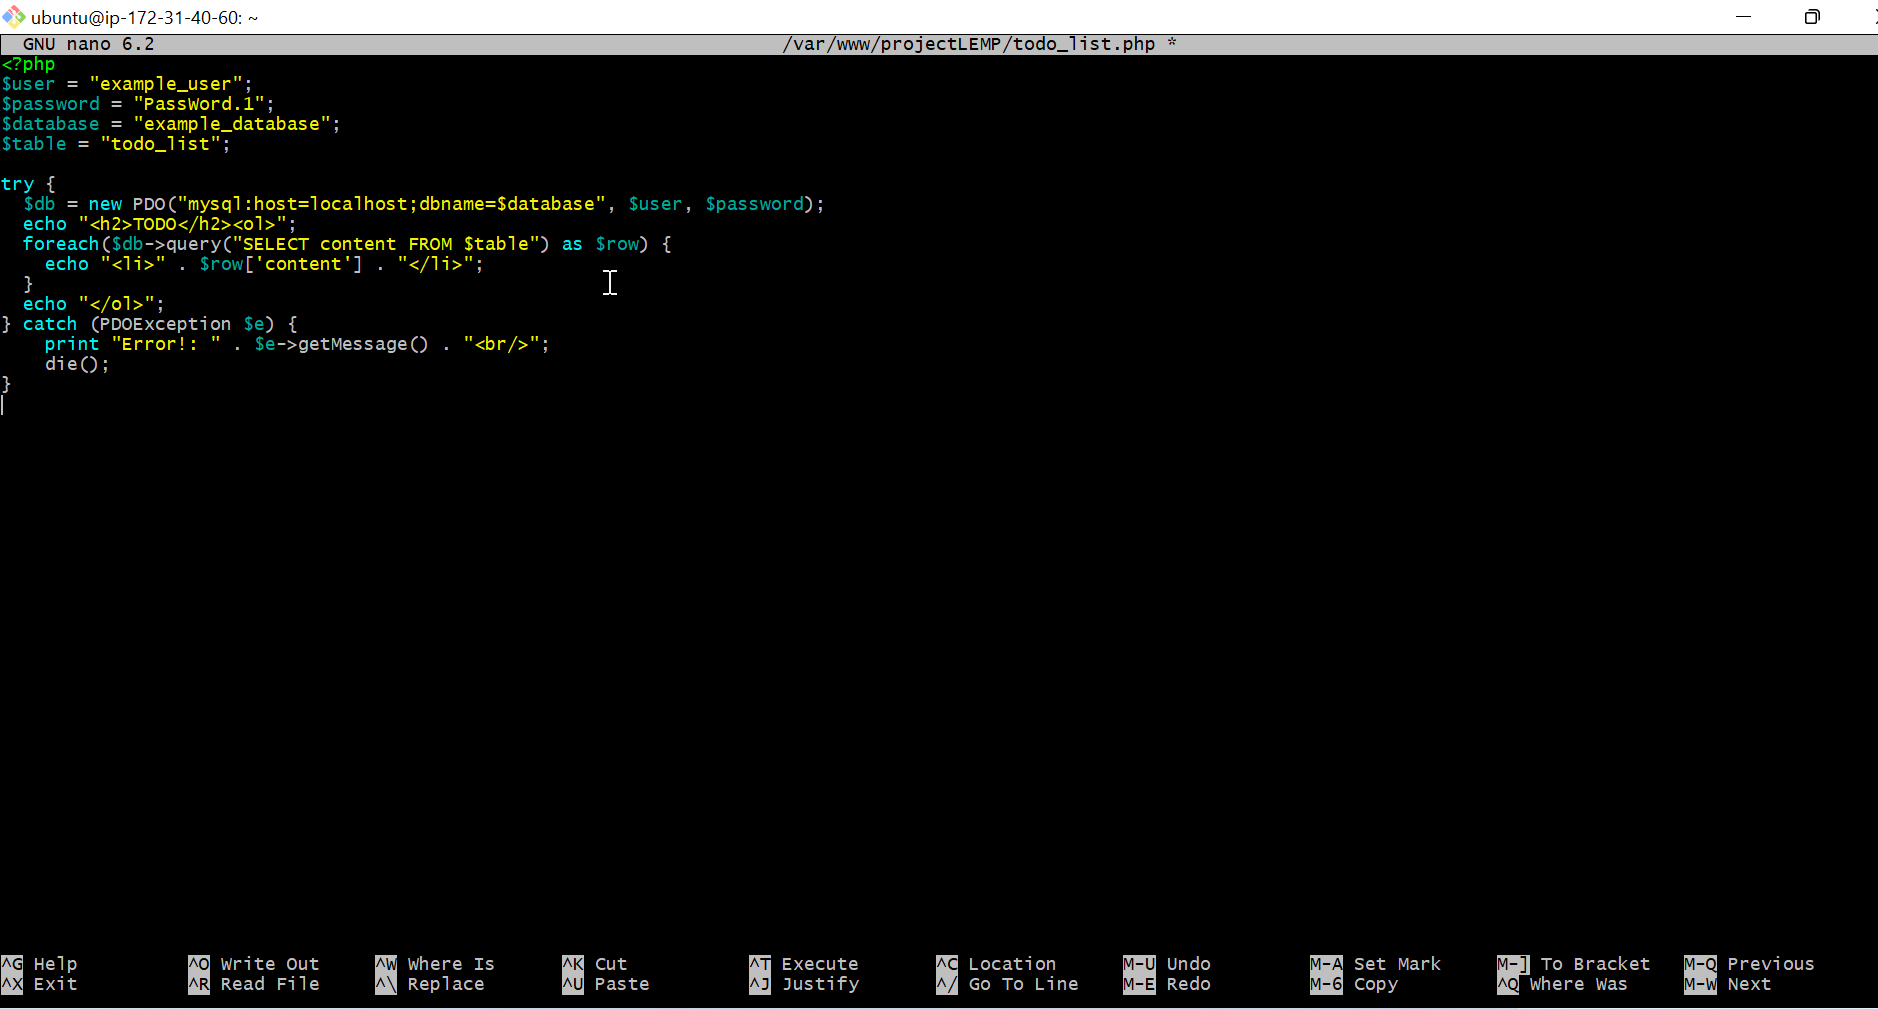 ubuntu@ip-172-31-40-60: ~
GNU nano 6.2 /var/www/projectLEMP/todo_list.php *
<?php
$user = "example_user";
$password = "PassWord.1";
$database = "example_database";
$table = "todo_list";

try {
  $db = new PDO("mysql:host=localhost;dbname=$database", $user, $password);
  echo "<h2>TODO</h2><ol>";
  foreach($db->query("SELECT content FROM $table") as $row) {
    echo "<li>" . $row['content'] . "</li>";
  }
  echo "</ol>";
} catch (PDOException $e) {
    print "Error!: " . $e->getMessage() . "<br/>";
    die();
}
^G Help ^O Write Out ^W Where Is ^K Cut ^T Execute ^C Location M-U Undo M-A Set Mark M-] To Bracket M-Q Previous
^X Exit ^R Read File ^\ Replace ^U Paste ^J Justify ^/ Go To Line M-E Redo M-6 Copy ^Q Where Was M-W Next